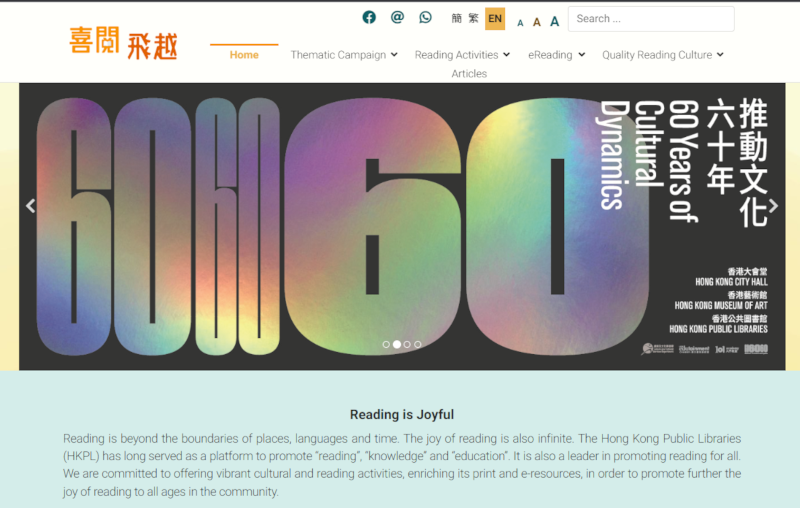 簡 繁 EN A A A Search ...
喜閱 飛越
Home Thematic Campaign Reading Activities eReading Quality Reading Culture
Articles
60 60 60
推動文化
六十年
60 Years of
Cultural
Dynamics
香港大會堂
HONG KONG CITY HALL
香港藝術館
HONG KONG MUSEUM OF ART
香港公共圖書館
HONG KONG PUBLIC LIBRARIES
Reading is Joyful
Reading is beyond the boundaries of places, languages and time. The joy of reading is also infinite. The Hong Kong Public Libraries
(HKPL) has long served as a platform to promote “reading”, “knowledge” and “education”. It is also a leader in promoting reading for all.
We are committed to offering vibrant cultural and reading activities, enriching its print and e-resources, in order to promote further the
joy of reading to all ages in the community.